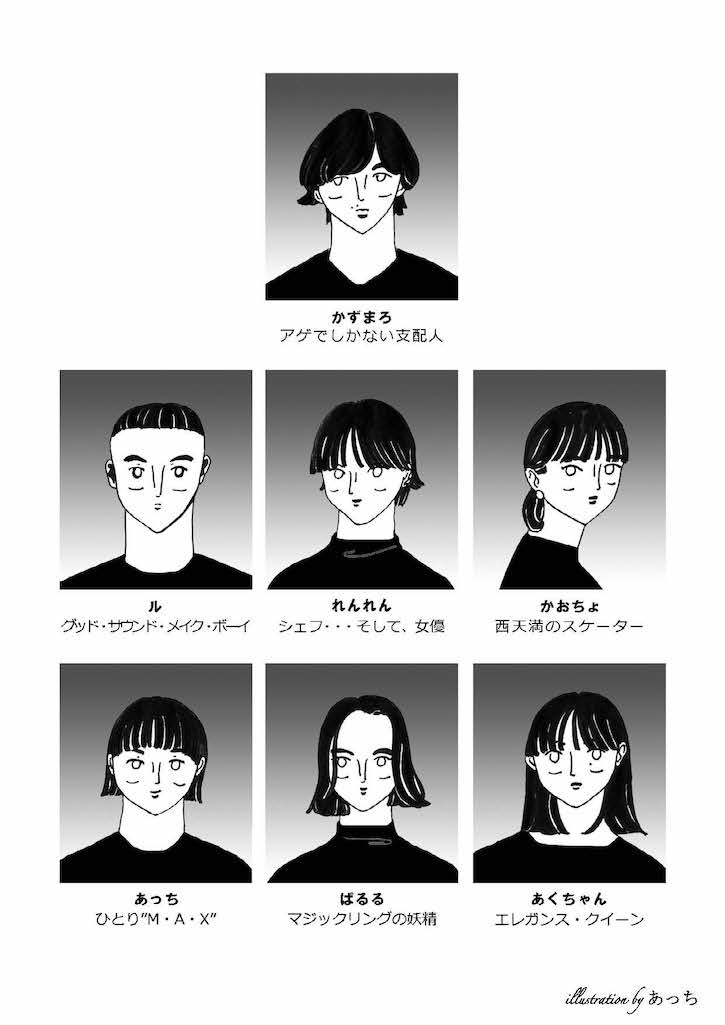 かずまろ
アゲでしかない支配人
ル
グッド・サウンド・メイク・ボーイ
れんれん
シェフ・・・そして、女優
かおちょ
西天満のスケーター
あっち
ひとり”M・A・X”
ぱるる
マジックリングの妖精
あくちゃん
エレガンス・クイーン
illustration by あっち